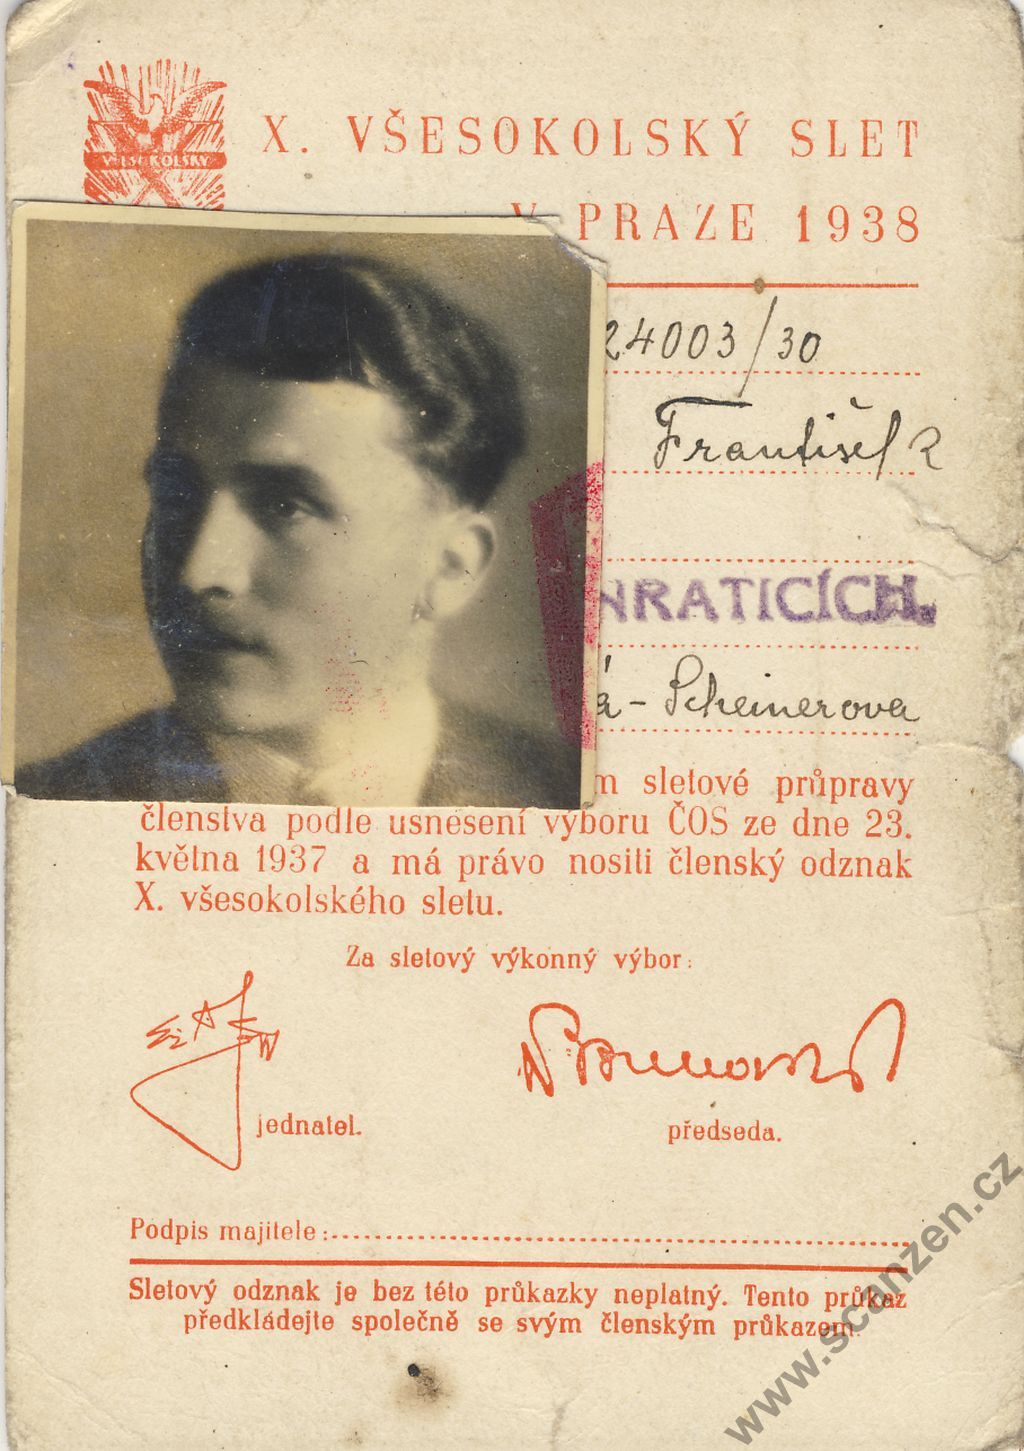 VŠESOKOLSKÝ
X
X. VŠESOKOLSKÝ SLET
V PRAZE 1938
24003/30
František
NRATICÍCH.
á - Scheinerova
m sletové průpravy
členstva podle usnesení výboru ČOS ze dne 23.
května 1937 a má právo nositi členský odznak
X. všesokolského sletu.
Za sletový výkonný výbor:
jednatel.
předseda.
Podpis majitele:
Sletový odznak je bez této průkazky neplatný. Tento průkaz
předkládejte společně se svým členským průkazem.
www.scanzen.cz